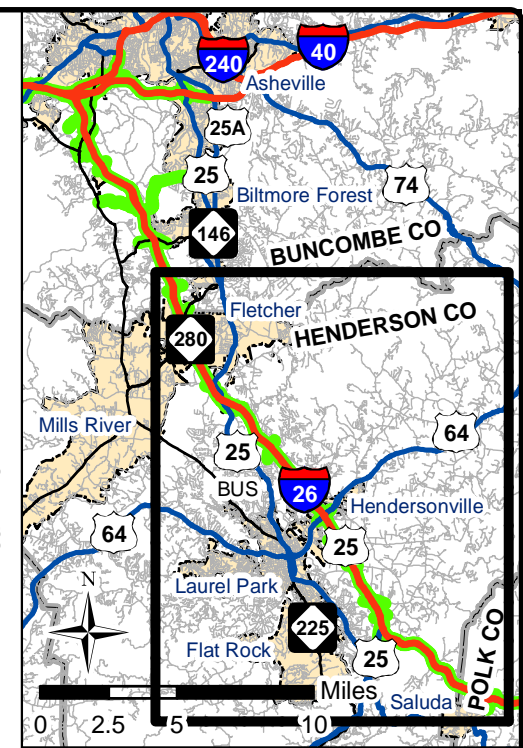 240
40
Asheville
25A
25
74
Biltmore Forest
146
BUNCOMBE CO
Fletcher
HENDERSON CO
280
Mills River
64
25
BUS
26
Hendersonville
64
25
N
Laurel Park
225
Flat Rock
25
POLK CO
Miles
Saluda
0 2.5 5 10